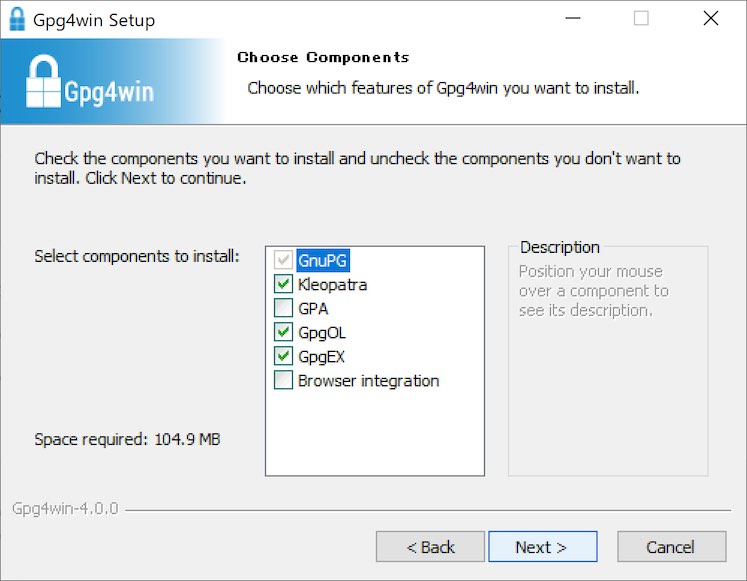 Gpg4win Setup
Gpg4win
Choose Components
Choose which features of Gpg4win you want to install.
Check the components you want to install and uncheck the components you don't want to
install. Click Next to continue.
Select components to install:
GnuPG
Kleopatra
GPA
GpgOL
GpgEX
Browser integration
Description
Position your mouse
over a component to
see its description.
Space required: 104.9 MB
Gpg4win-4.0.0
< Back
Next >
Cancel